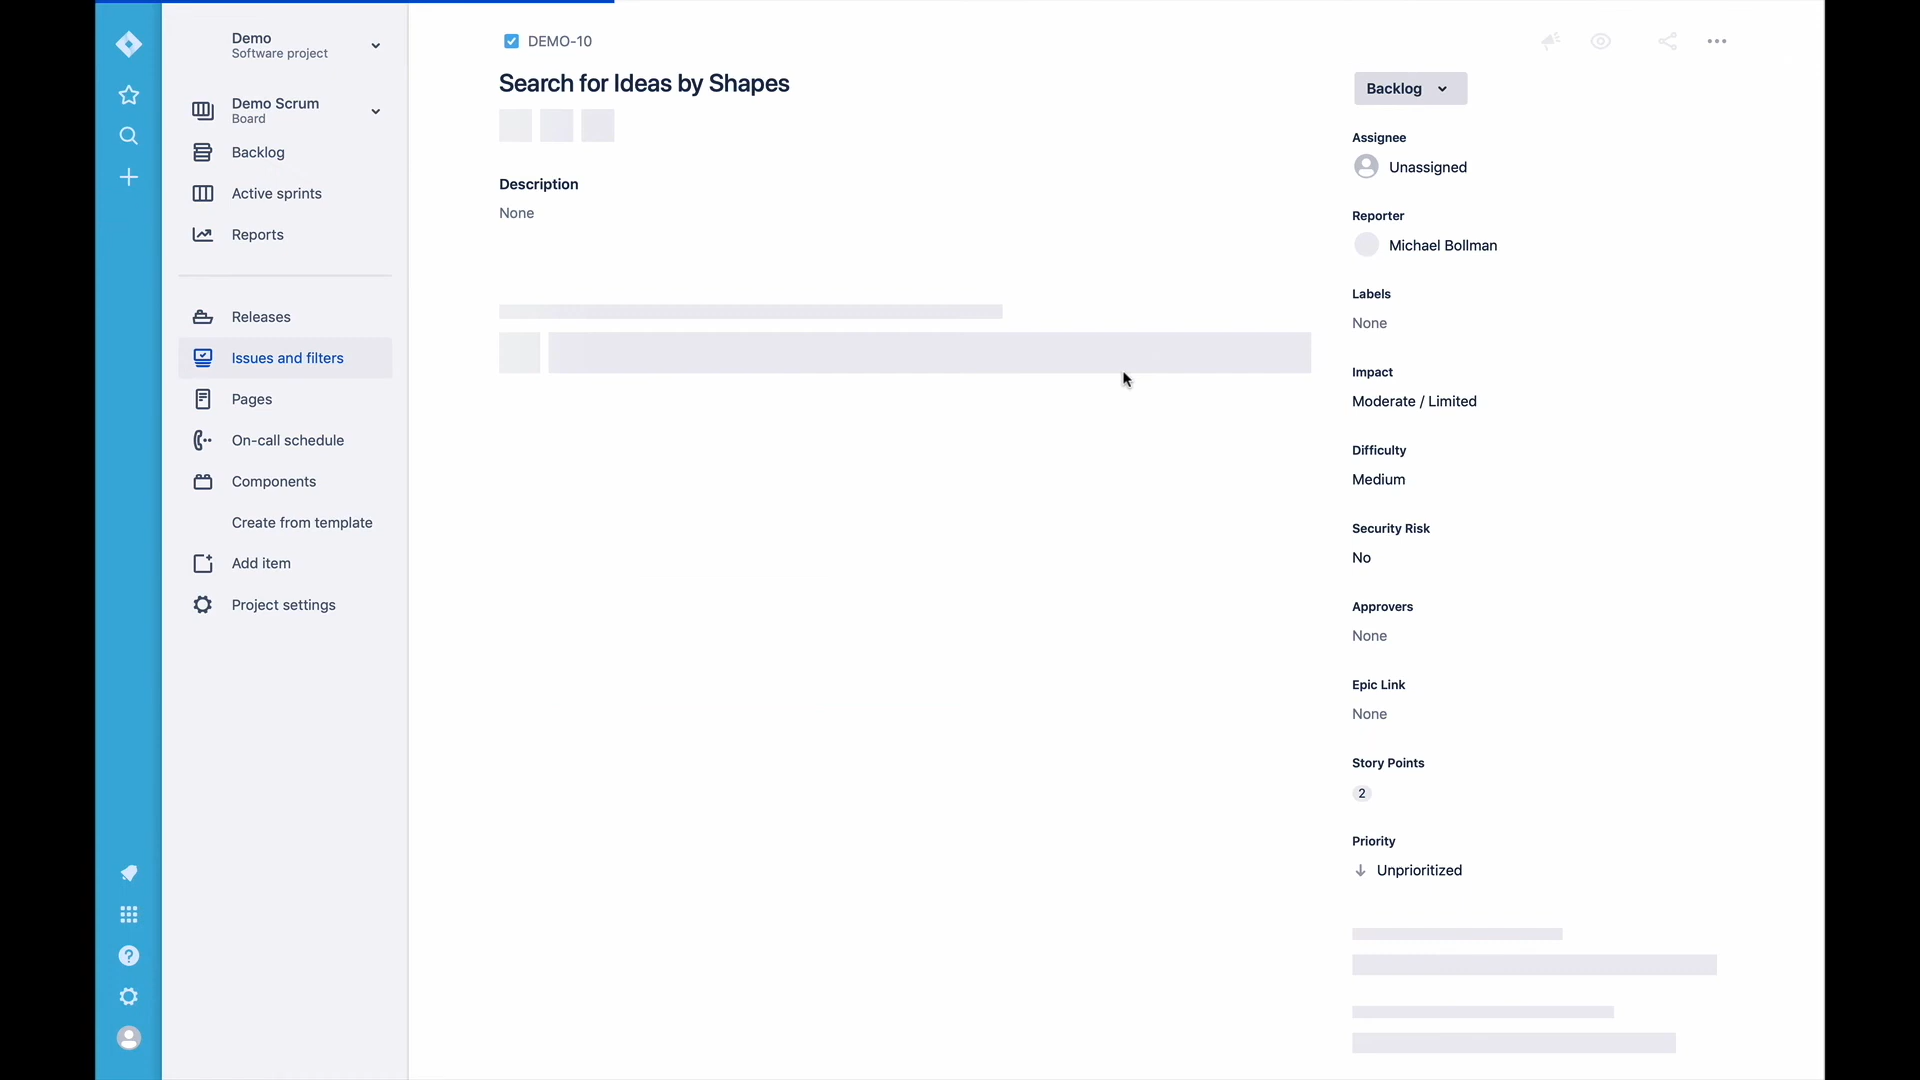 Demo
Software project
Demo Scrum
Board
Backlog
Active sprints
Reports
Releases
Issues and filters
Pages
On-call schedule
Components
Create from template
Add item
Project settings
DEMO-10
Search for Ideas by Shapes
Description
None
Backlog
Assignee
Unassigned
Reporter
Michael Bollman
Labels
None
Impact
Moderate / Limited
Difficulty
Medium
Security Risk
No
Approvers
None
Epic Link
None
Story Points
2
Priority
Unprioritized